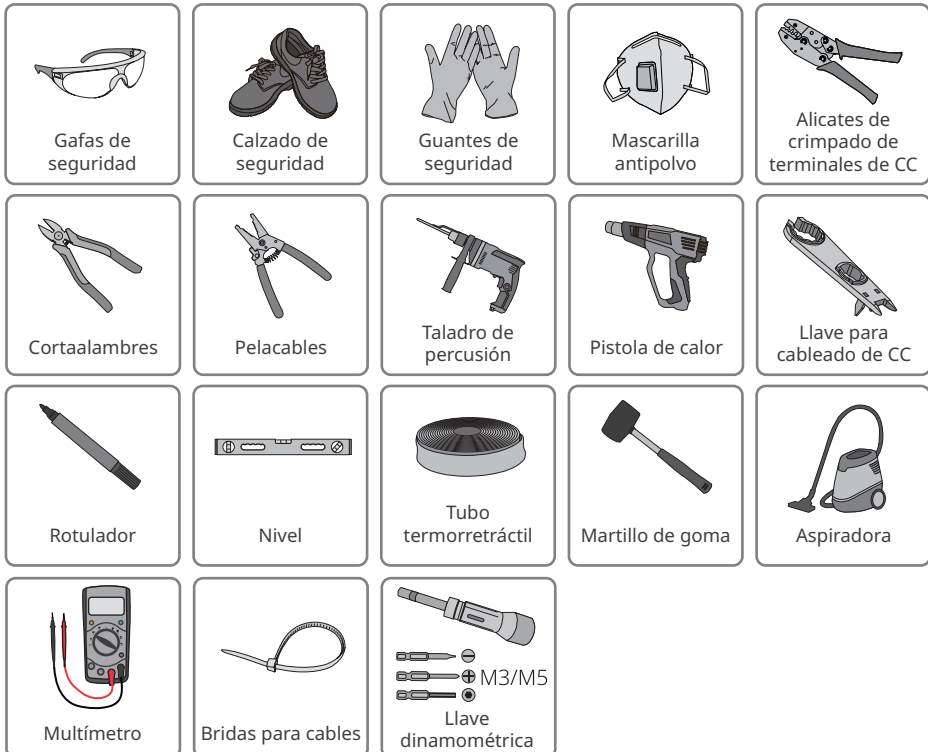 Gafas de
seguridad
Calzado de
seguridad
Guantes de
seguridad
Mascarilla
antipolvo
Alicates de
crimpado de
terminales de CC
Cortaalambres
Pelacables
Taladro de
percusión
Pistola de calor
Llave para
cableado de CC
Rotulador
Nivel
Tubo
termorretráctil
Martillo de goma
Aspiradora
Multímetro
Bridas para cables
M3/M5
Llave
dinamométrica